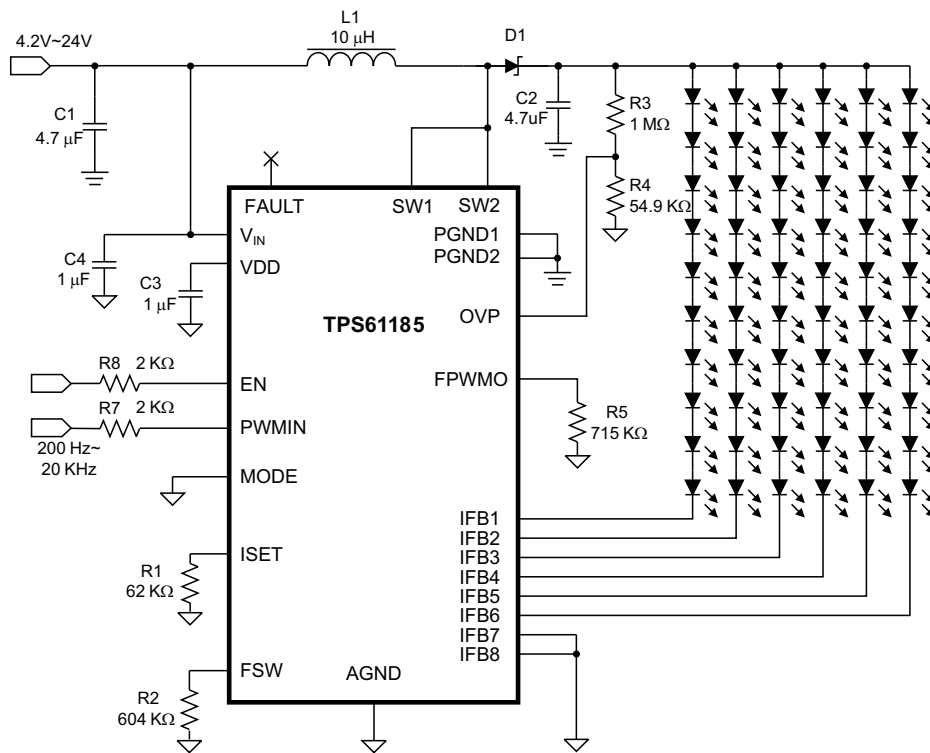 4.2V~24V
L1
10 μH
D1
C1
4.7 μF
C2
4.7uF
R3
1 MΩ
R4
54.9 KΩ
FAULT
SW1
SW2
VIN
PGND1
C4
1 μF
VDD
PGND2
C3
1 μF
TPS61185
OVP
R8
2 KΩ
EN
FPWMO
R7
2 KΩ
PWMIN
R5
715 KΩ
200 Hz~
20 KHz
MODE
IFB1
IFB2
IFB3
IFB4
IFB5
IFB6
IFB7
IFB8
ISET
R1
62 KΩ
FSW
AGND
R2
604 KΩ